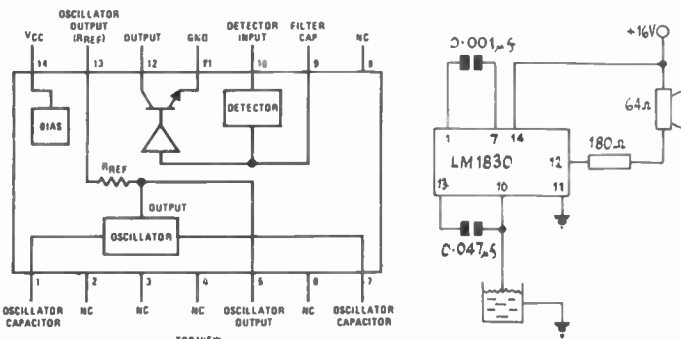 OSCILLATOR
OUTPUT
(RREF)
VCC
OUTPUT
GND
DETECTOR
INPUT
FILTER
CAP
NC
14
13
12
11
10
9
8
BIAS
DETECTOR
RREF
OUTPUT
OSCILLATOR
1
2
3
4
5
6
7
OSCILLATOR
CAPACITOR
NC
NC
NC
OSCILLATOR
OUTPUT
NC
OSCILLATOR
CAPACITOR
+16V
0.001µf
64Ω
1
7
14
180Ω
LM1830
12
13
10
11
0.047µf